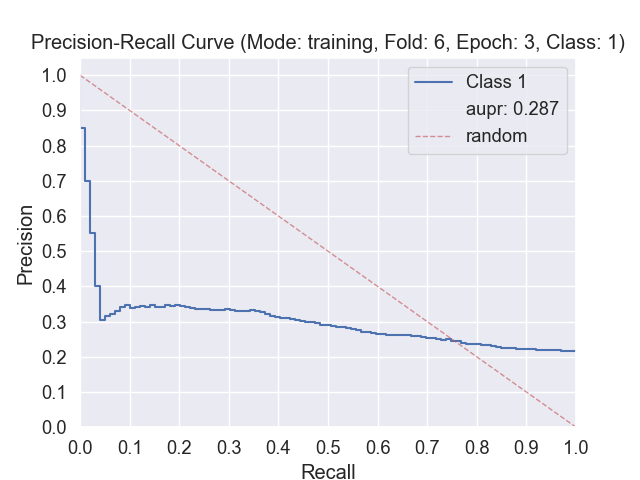 Precision-Recall Curve (Mode: training, Fold: 6, Epoch: 3, Class: 1)
Class 1
aupr: 0.287
random
Precision
1.0
0.9
0.8
0.7
0.6
0.5
0.4
0.3
0.2
0.1
0.0
0.0 0.1 0.2 0.3 0.4 0.5 0.6 0.7 0.8 0.9 1.0
Recall